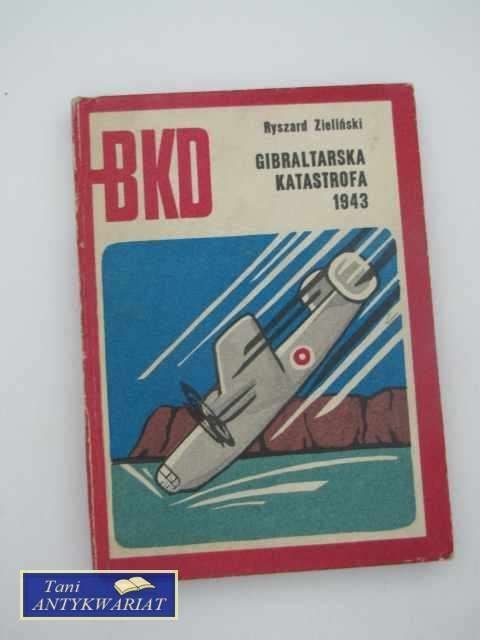 BKD
Ryszard Zieliński
GIBRALTARSKA
KATASTROFA
1943
Tani
ANTYKWARIAT